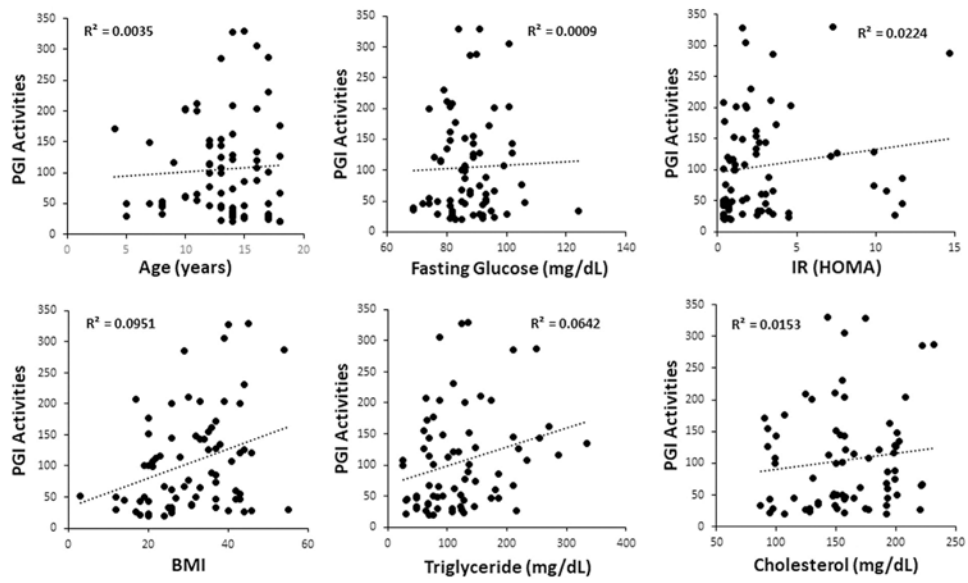 PGI Activities
350
300
250
200
150
100
50
0
R² = 0.0035
0 5 10 15 20
Age (years)
PGI Activities
350
300
250
200
150
100
50
0
R² = 0.0009
60 80 100 120 140
Fasting Glucose (mg/dL)
PGI Activities
350
300
250
200
150
100
50
0
R² = 0.0224
0 5 10 15
IR (HOMA)
PGI Activities
350
300
250
200
150
100
50
0
R² = 0.0951
0 20 40 60
BMI
PGI Activities
350
300
250
200
150
100
50
0
R² = 0.0642
0 100 200 300 400
Triglyceride (mg/dL)
PGI Activities
350
300
250
200
150
100
50
0
R² = 0.0153
50 100 150 200 250
Cholesterol (mg/dL)